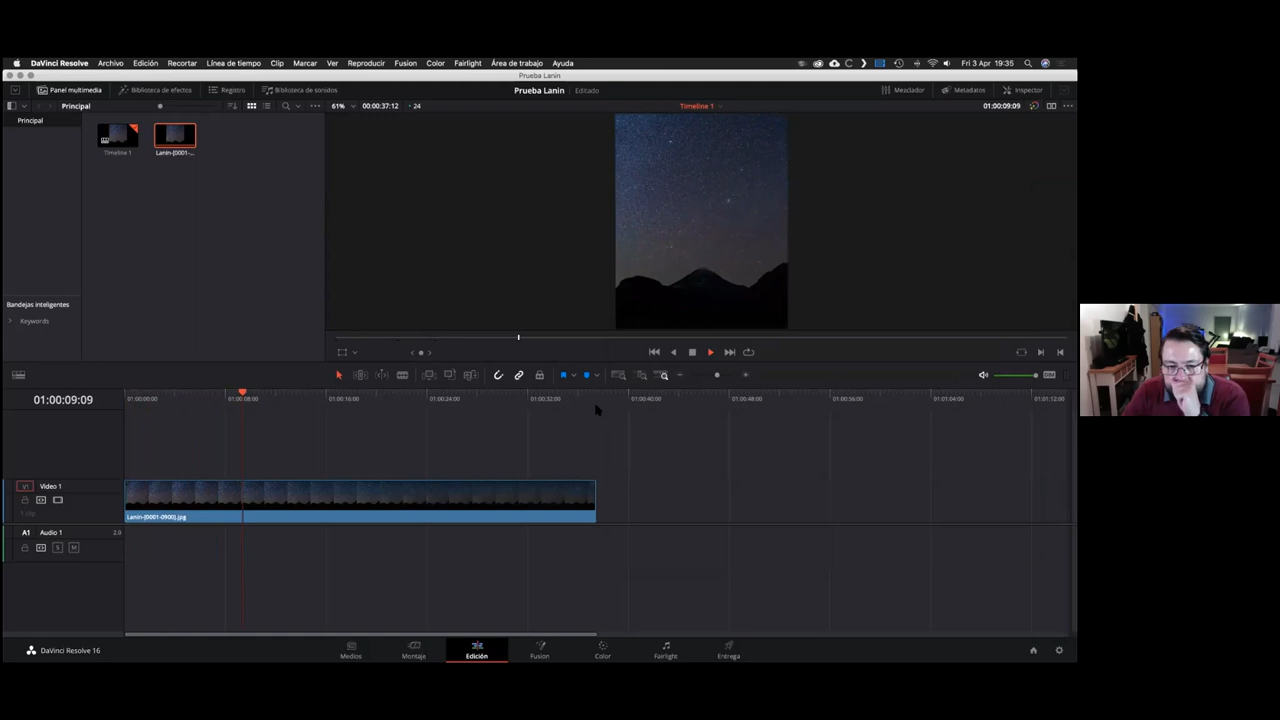 DaVinci Resolve Archivo Edición Recortar Línea de tiempo Clip Marcar Ver Reproducir Fusion Color Fairlight Área de trabajo Ayuda Fri 3 Apr 19:35
Prueba Lanin
Panel multimedia Biblioteca de efectos Registro Biblioteca de sonidos Prueba Lanin Editado Mezclador Metadatos Inspector
Principal 61% 00:00:37:12 24 Timeline 1 01:00:09:09
Principal
Timeline 1 Lanin-[0001-...
Bandejas inteligentes
Keywords
DIM
01:00:09:09 01:00:00:00 01:00:08:00 01:00:16:00 01:00:24:00 01:00:32:00 01:00:40:00 01:00:48:00 01:00:56:00 01:01:04:00 01:01:12:00
V1 Video 1
1 clip
Lanin-[0001-0900].jpg
A1 Audio 1 2.0
S M
DaVinci Resolve 16 Medios Montaje Edición Fusion Color Fairlight Entrega